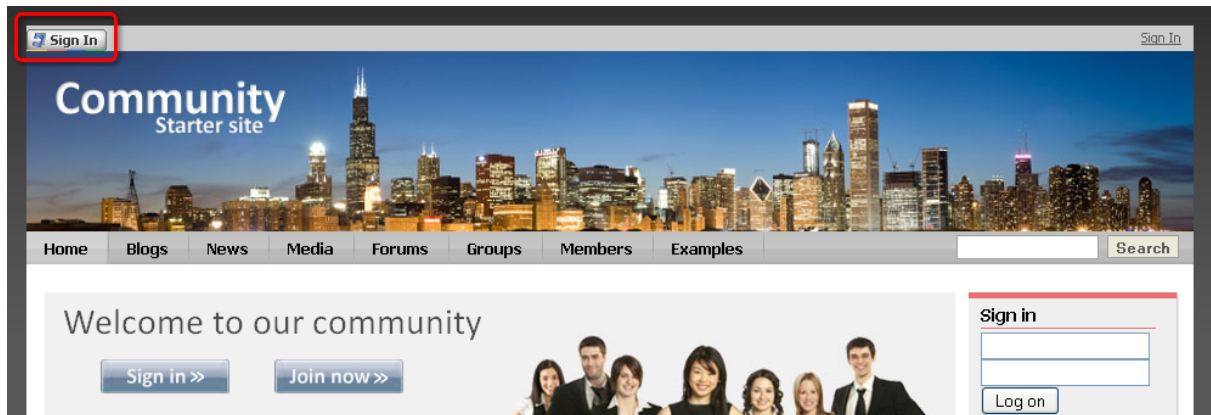 Sign In
Sign In
Community
Starter site
Home Blogs News Media Forums Groups Members Examples Search
Welcome to our community
Sign in »
Join now »
Sign in
Log on